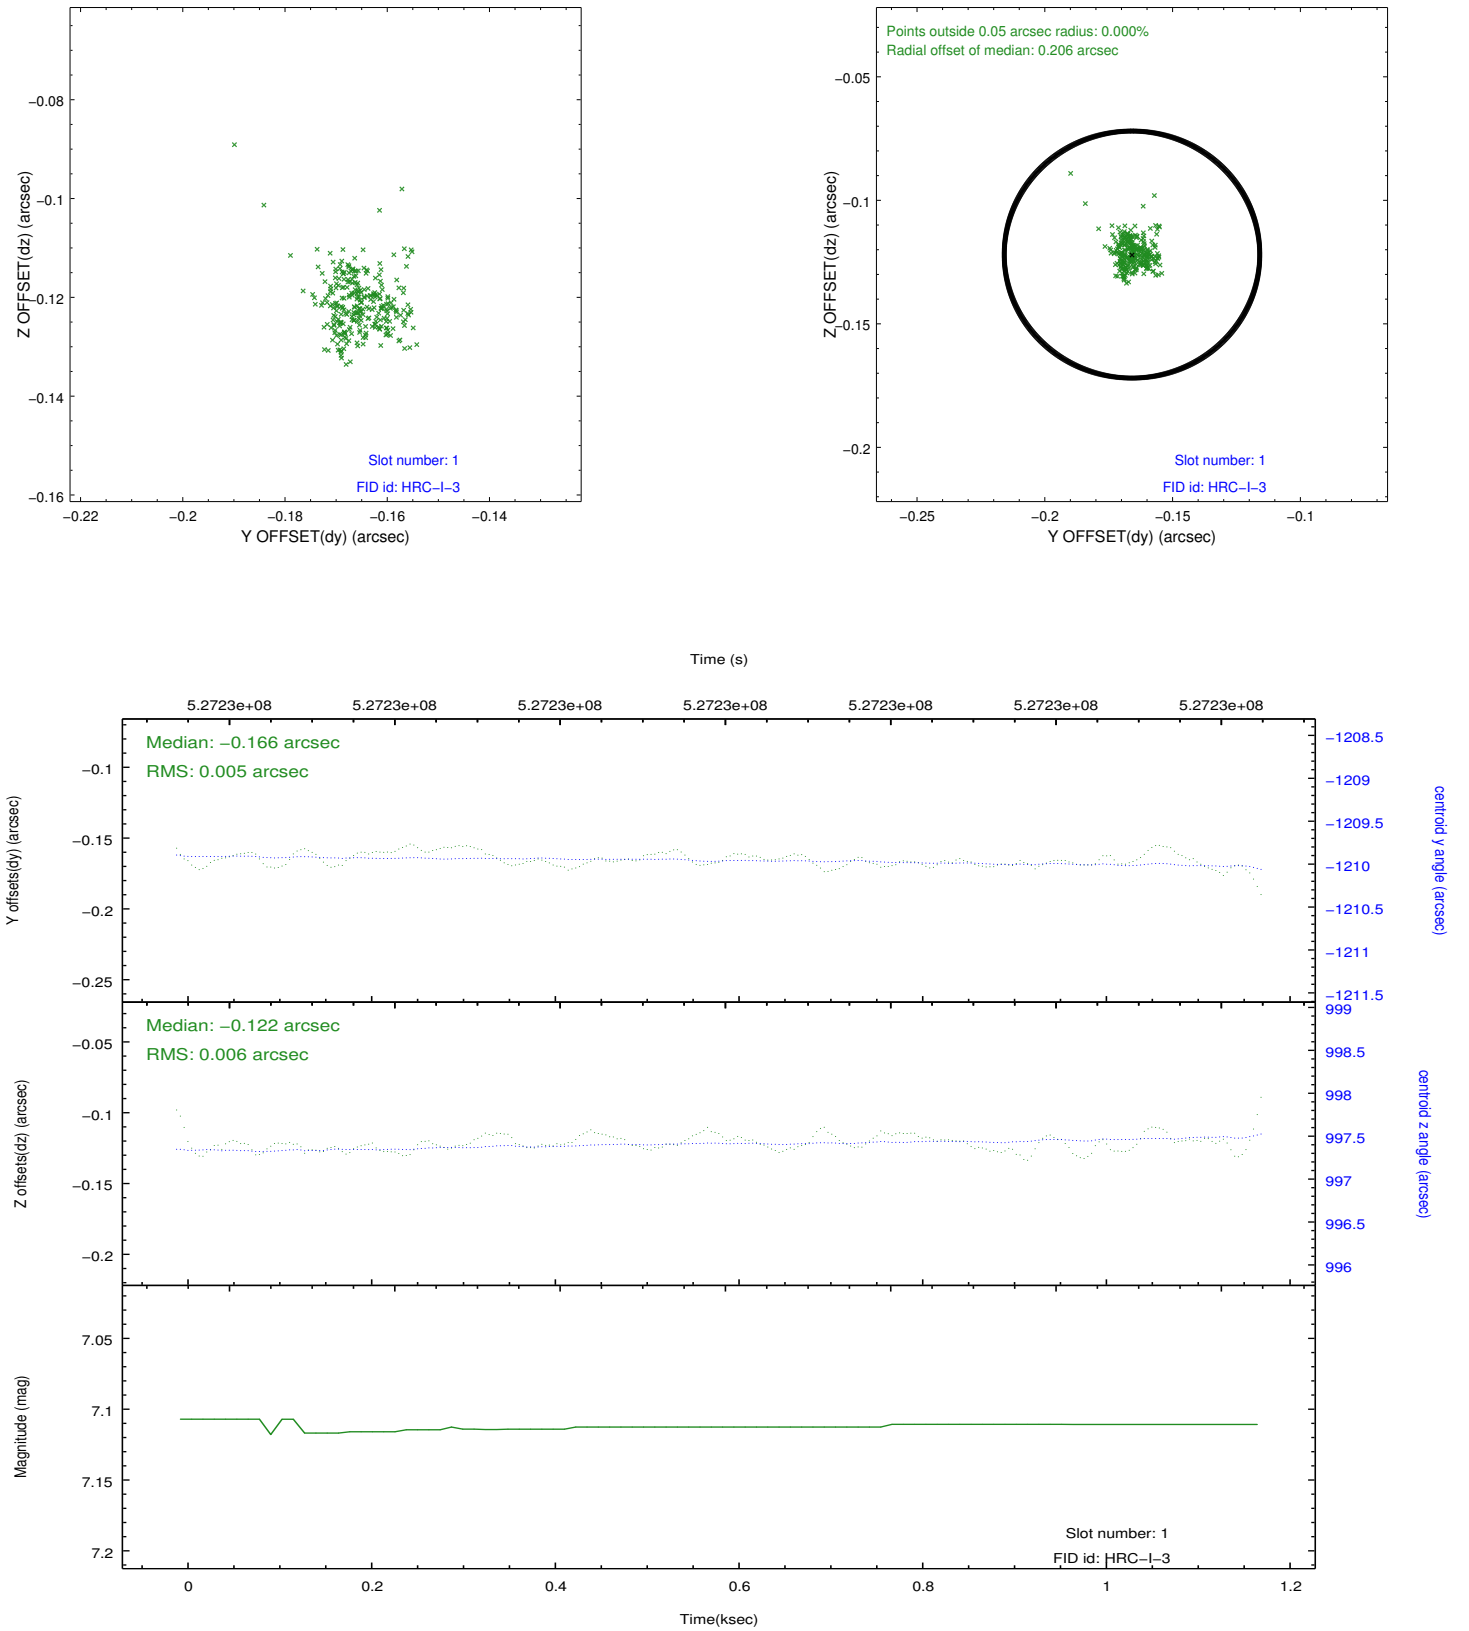 −0.08
−0.1
−0.12
−0.14
−0.16
Z OFFSET(dz) (arcsec)
Slot number: 1
FID id: HRC−I−3
−0.22
−0.2
−0.18
−0.16
−0.14
Y OFFSET(dy) (arcsec)
Points outside 0.05 arcsec radius: 0.000%
Radial offset of median: 0.206 arcsec
−0.05
−0.1
−0.15
−0.2
Z OFFSET(dz) (arcsec)
Slot number: 1
FID id: HRC−I−3
−0.25
−0.2
−0.15
−0.1
Y OFFSET(dy) (arcsec)
Time (s)
5.2723e+08
5.2723e+08
5.2723e+08
5.2723e+08
5.2723e+08
5.2723e+08
5.2723e+08
Median: −0.166 arcsec
RMS: 0.005 arcsec
−0.1
−0.15
−0.2
−0.25
Y offsets(dy) (arcsec)
−1208.5
−1209
−1209.5
−1210
−1210.5
−1211
−1211.5
centroid y angle (arcsec)
Median: −0.122 arcsec
RMS: 0.006 arcsec
−0.05
−0.1
−0.15
−0.2
Z offsets(dz) (arcsec)
999
998.5
998
997.5
997
996.5
996
centroid z angle (arcsec)
7.05
7.1
7.15
7.2
Magnitude (mag)
Slot number: 1
FID id: HRC−I−3
0
0.2
0.4
0.6
0.8
1
1.2
Time(ksec)